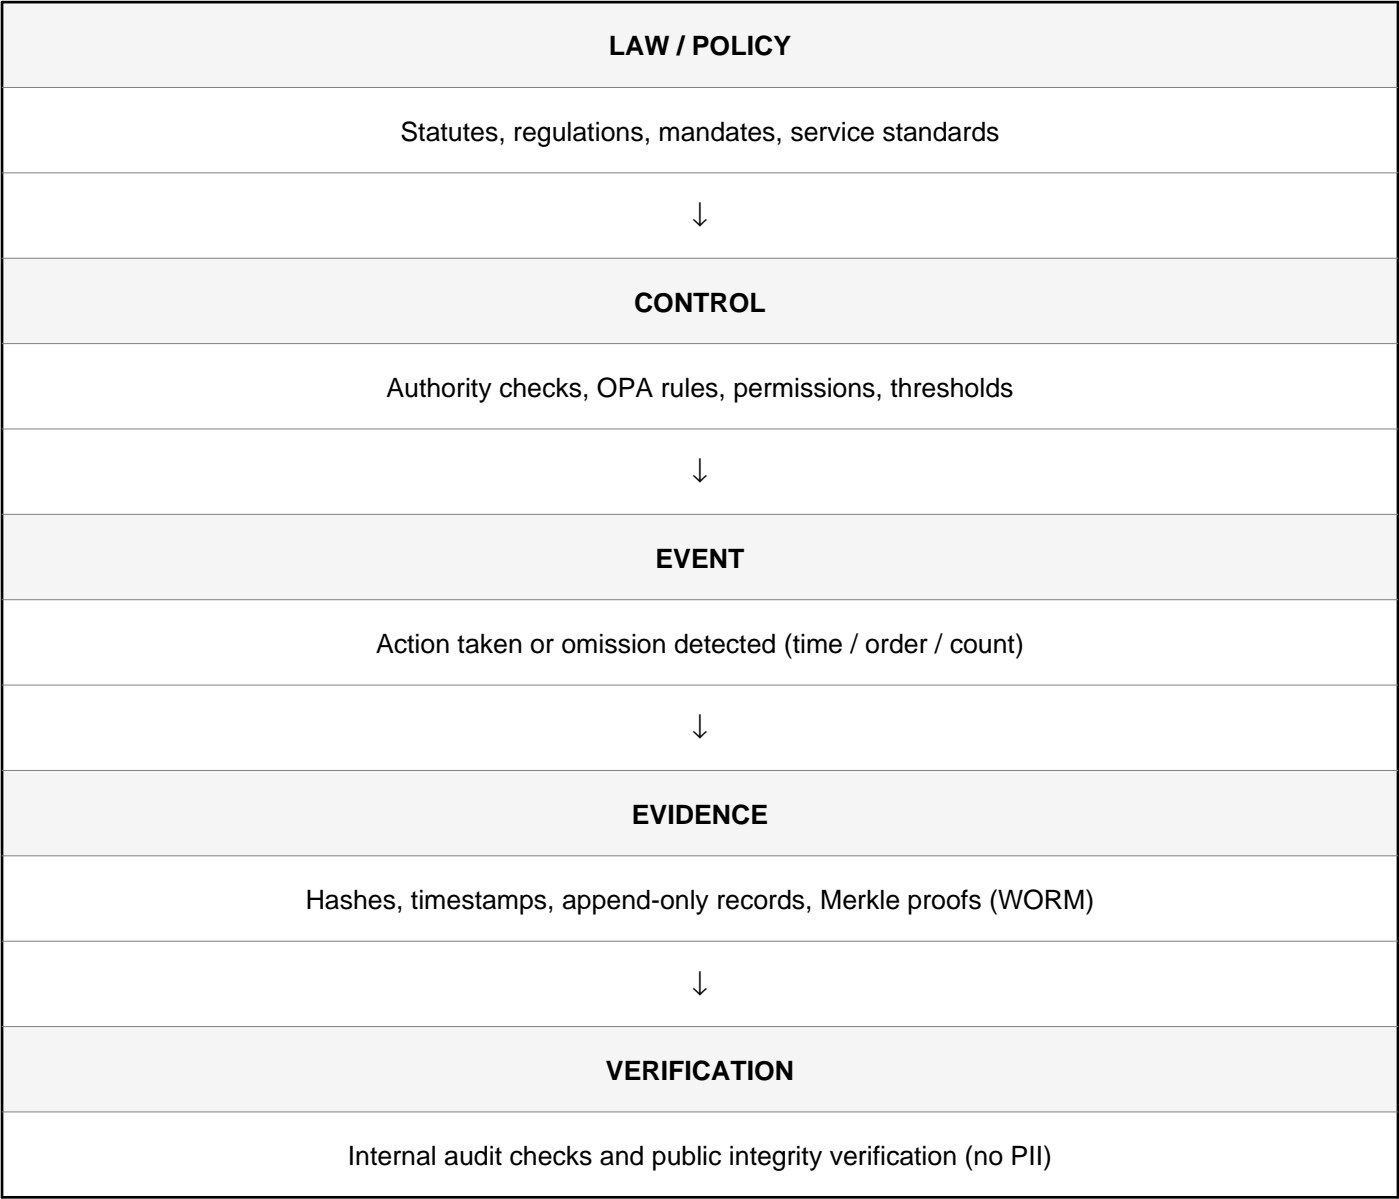 LAW / POLICY
Statutes, regulations, mandates, service standards
↓
CONTROL
Authority checks, OPA rules, permissions, thresholds
↓
EVENT
Action taken or omission detected (time / order / count)
↓
EVIDENCE
Hashes, timestamps, append-only records, Merkle proofs (WORM)
↓
VERIFICATION
Internal audit checks and public integrity verification (no PII)